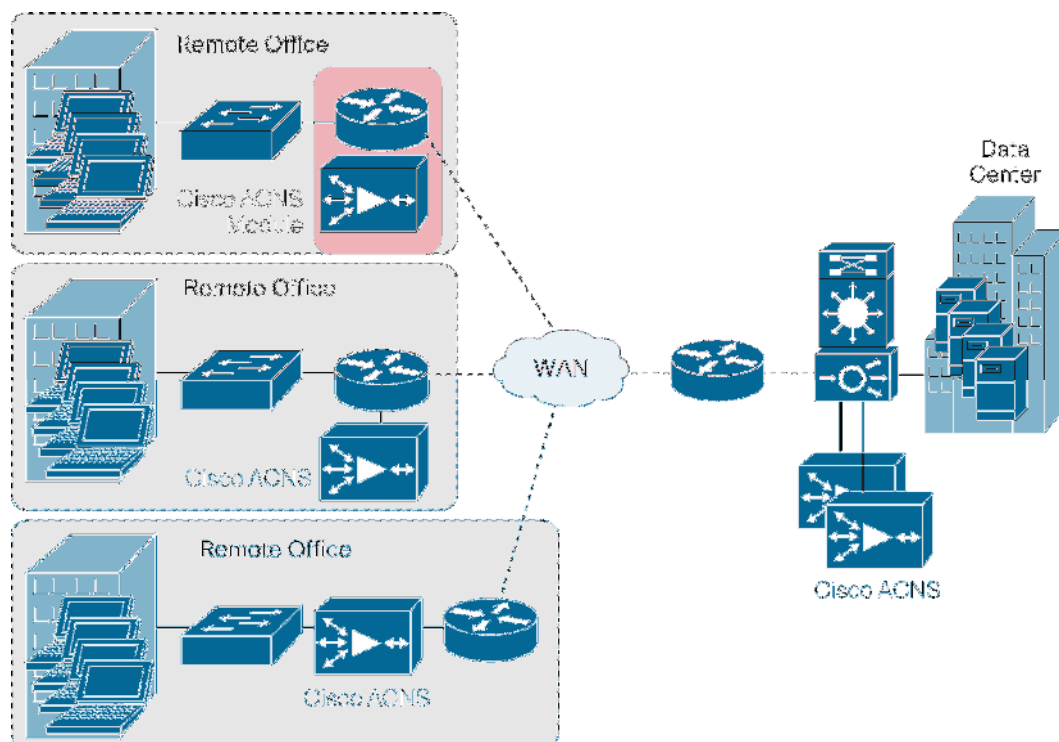 Remote Office
Cisco ACNS
Module
Remote Office
Cisco ACNS
Remote Office
Cisco ACNS
WAN
Data
Center
Cisco ACNS